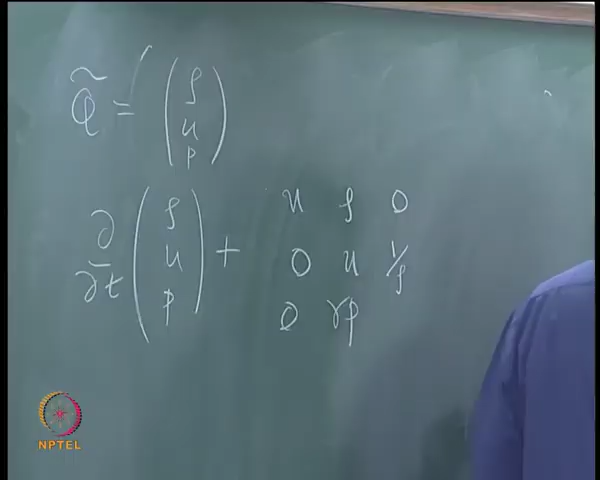 Q̃ = (ρ
u
p)
∂/∂t (ρ u p) + u ρ 0
0 u 1/ρ
0 γp
NPTEL